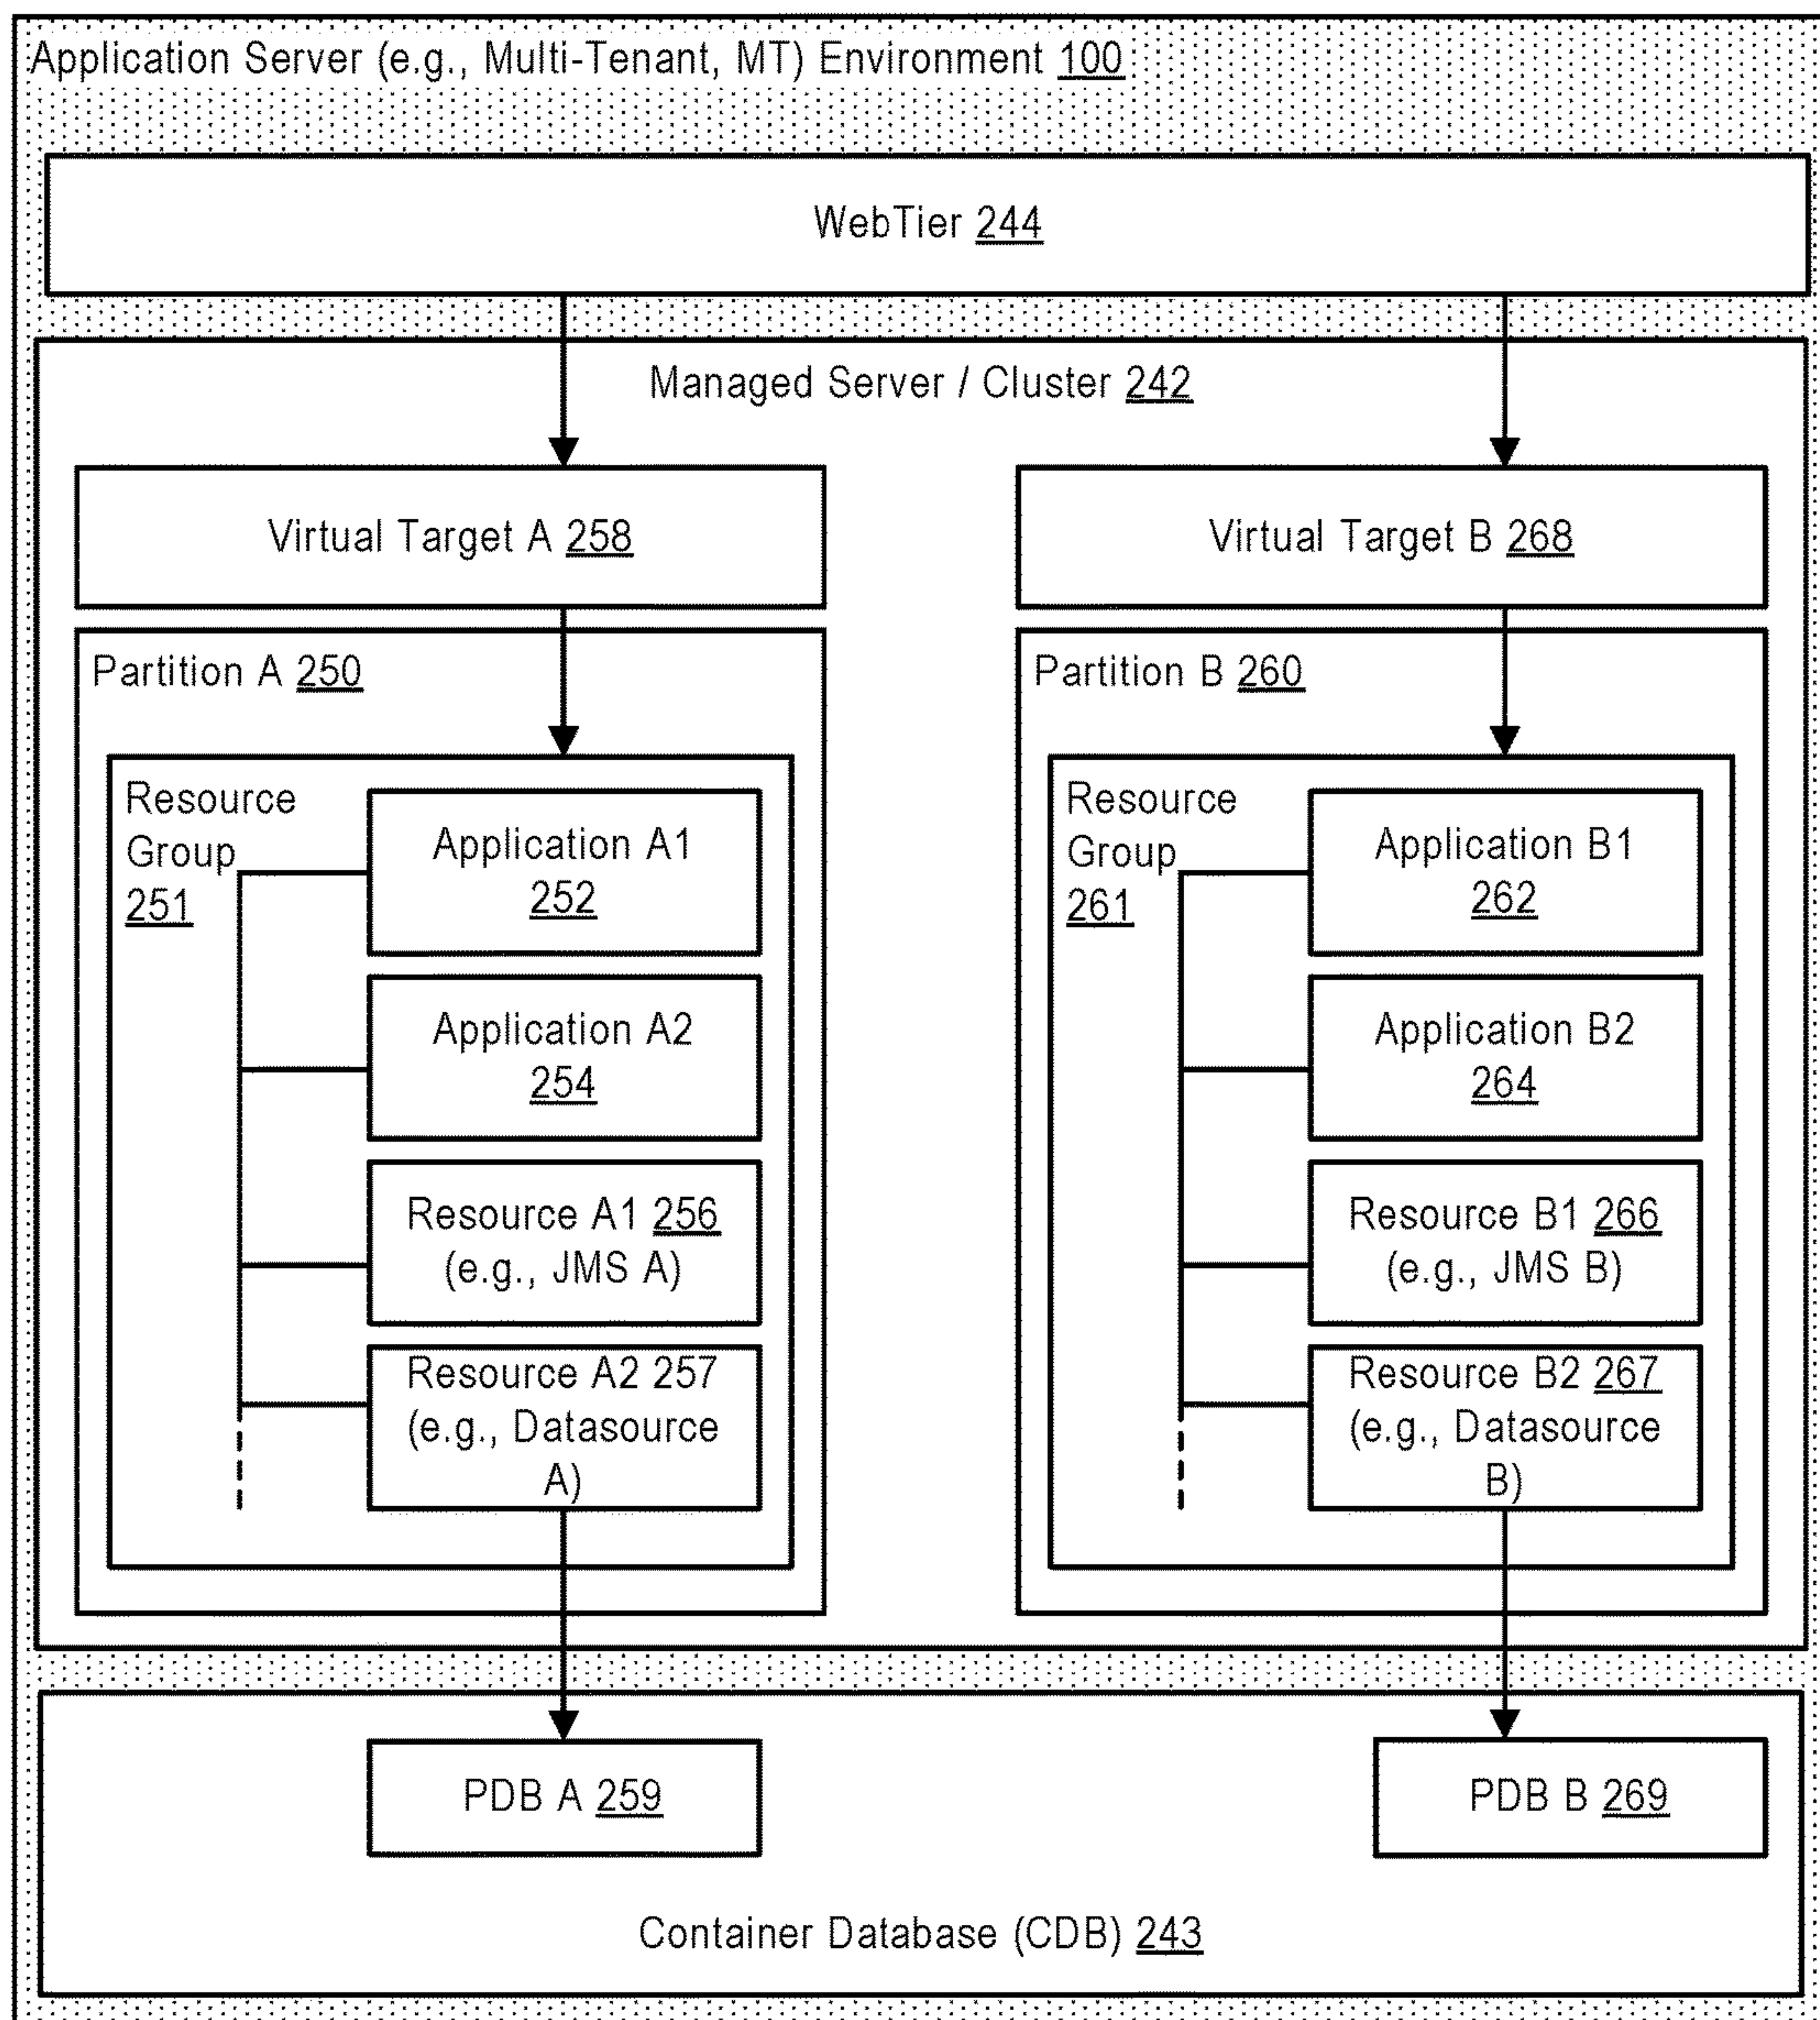 Application Server (e.g., Multi-Tenant, MT) Environment 100
WebTier 244
Managed Server / Cluster 242
Virtual Target A 258
Virtual Target B 268
Partition A 250
Resource
Group
251
Application A1
252
Application A2
254
Resource A1 256
(e.g., JMS A)
Resource A2 257
(e.g., Datasource
A)
Partition B 260
Resource
Group
261
Application B1
262
Application B2
264
Resource B1 266
(e.g., JMS B)
Resource B2 267
(e.g., Datasource
B)
PDB A 259
PDB B 269
Container Database (CDB) 243